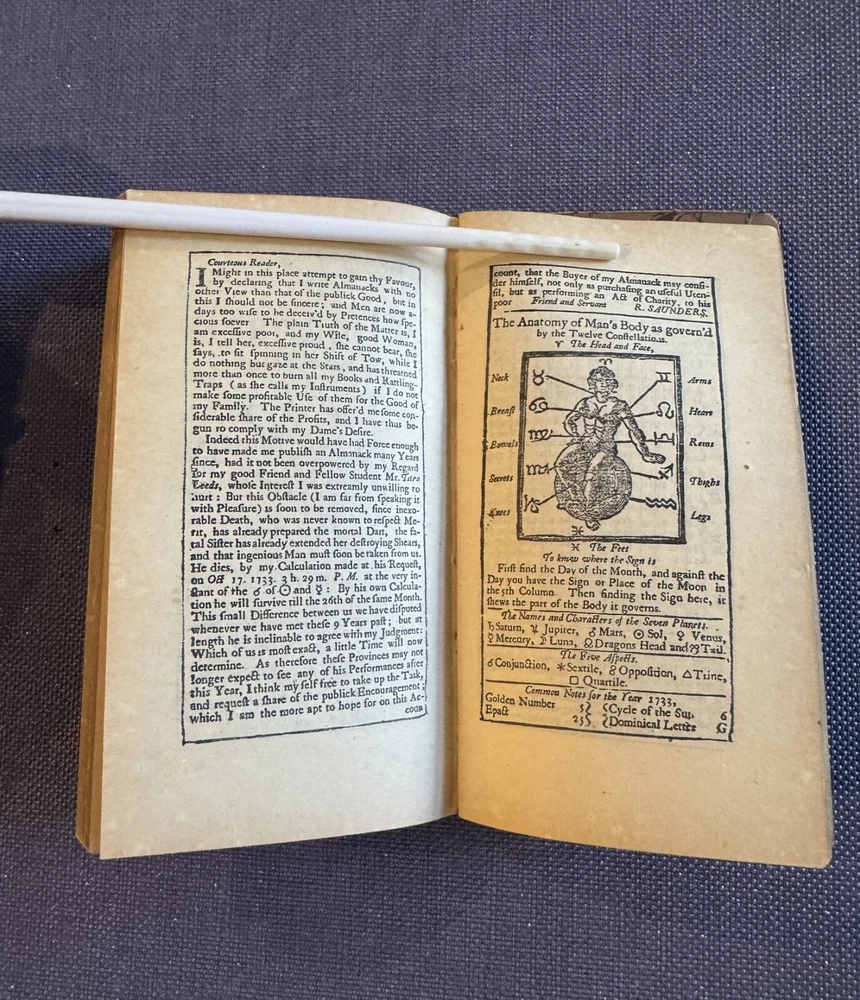 Courteous Reader,
I Might in this place attempt to gain thy Favour,
by declaring that I write Almanacks with no
other View than that of the publick Good, but in
this I ſhould not be ſincere; and Men are now a-
days too wiſe to be deceiv'd by Pretences how ſpe-
cious ſoever The plain Truth of the Matter is, I
am exceſſive poor, and my Wife, good Woman,
is, I tell her, exceſſive proud, ſhe cannot bear, ſhe
ſays, to ſit ſpinning in her Shift of Tow, while I
do nothing but gaze at the Stars, and has threatned
more than once to burn all my Books and Rattling-
Traps (as ſhe calls my Inſtruments) if I do not
make ſome profitable Uſe of them for the Good of
my Family. The Printer has offer'd me ſome con-
ſiderable ſhare of the Profits, and I have thus be-
gun to comply with my Dame's Deſire.
Indeed this Motive would have had Force enough
to have made me publiſh an Almanack many Years
ſince, had it not been overpowered by my Regard
for my good Friend and Fellow Student Mr. Titan
Leeds, whoſe Intereſt I was extreamly unwilling to
hurt: But this Obſtacle (I am far from ſpeaking it
with Pleaſure) is ſoon to be removed, ſince inexo-
rable Death, who was never known to reſpect Me-
rit, has already prepared the mortal Dart, the fa-
tal Siſter has already extended her deſtroying Shears,
and that ingenious Man muſt ſoon be taken from us.
He dies, by my Calculation made at his Requeſt,
on Oct 17. 1733. 3 h. 29 m. P. M. at the very in-
ſtant of the ☌ of ☉ and ☿: By his own Calcula-
tion he will ſurvive till the 26th of the ſame Month.
This ſmall Difference between us we have diſputed
whenever we have met theſe 9 Years paſt; but at
length he is inclinable to agree with my Judgment:
Which of us is moſt exact, a little Time will now
determine. As therefore theſe Provinces may not
longer expect to ſee any of his Performances after
this Year, I think my ſelf free to take up the Task,
and requeſt a ſhare of the publick Encouragement;
which I am the more apt to hope for on this Ac-
coun
count, that the Buyer of my Almanack may conſi-
der himſelf, not only as purchaſing an uſeful Uten-
ſil, but as performing an Act of Charity, to his
poor Friend and Servant R. SAUNDERS.
The Anatomy of Man's Body as govern'd
by the Twelve Conſtellations.
♈ The Head and Face,
♈
Neck ♉ ♊ Arms
Breaſt ♋ ♌ Heart
Bowels ♍ ♎ Reins
Secrets ♏ ♐ Thighs
Knees ♑ ♒ Legs
♓
♓ The Feet
To know where the Sign is
Firſt find the Day of the Month, and againſt the
Day you have the Sign or Place of the Moon in
the 5th Column. Then finding the Sign here, it
ſhews the part of the Body it governs.
The Names and Characters of the Seven Planets.
♄ Saturn, ♃ Jupiter, ♂ Mars, ☉ Sol, ♀ Venus,
☿ Mercury, ☽ Luna, ☊ Dragons Head and ☋ Tail.
The Five Aſpects.
☌ Conjunction, ⚹ Sextile, ☍ Oppoſition, △ Trine,
□ Quartile.
Common Notes for the Year 1733,
Golden Number 5 Cycle of the Sun, 6
Epact 25 Dominical Letter G